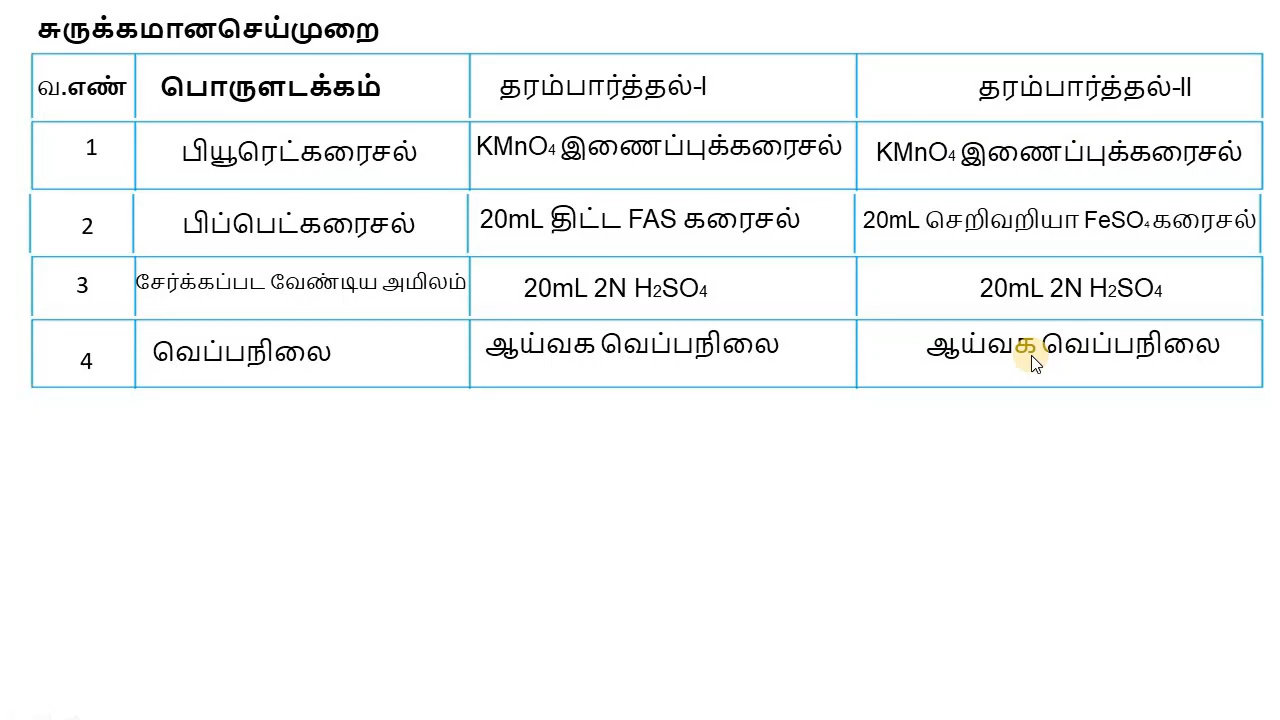 சுருக்கமானசெய்முறை
வ.எண் பொருளடக்கம் தரம்பார்த்தல்-I தரம்பார்த்தல்-II
1 பியூரெட்கரைசல் KMnO₄ இணைப்புக்கரைசல் KMnO₄ இணைப்புக்கரைசல்
2 பிப்பெட்கரைசல் 20mL திட்ட FAS கரைசல் 20mL செறிவறியா FeSO₄ கரைசல்
3 சேர்க்கப்பட வேண்டிய அமிலம் 20mL 2N H₂SO₄ 20mL 2N H₂SO₄
4 வெப்பநிலை ஆய்வக வெப்பநிலை ஆய்வக வெப்பநிலை